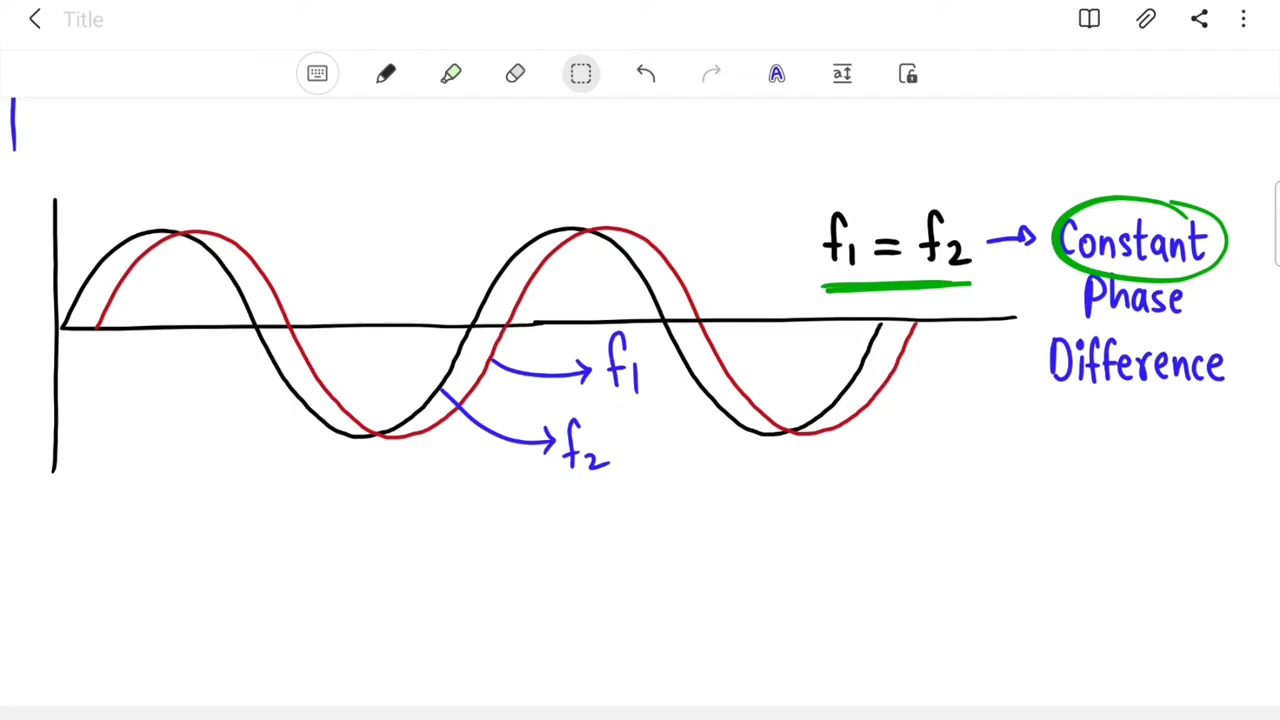 Title
A
a
f₁ = f₂ → Constant
Phase
Difference
f₁
f₂